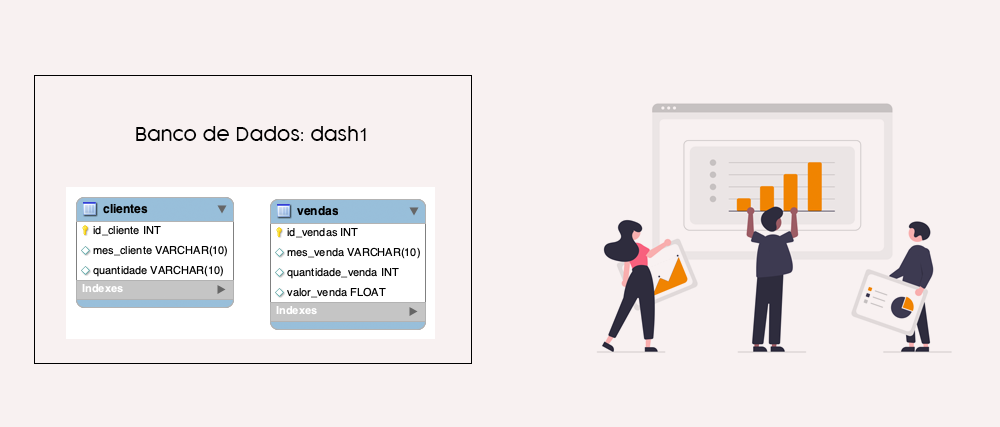 Banco de Dados: dash1
clientes
id_cliente INT
mes_cliente VARCHAR(10)
quantidade VARCHAR(10)
Indexes
vendas
id_vendas INT
mes_venda VARCHAR(10)
quantidade_venda INT
valor_venda FLOAT
Indexes